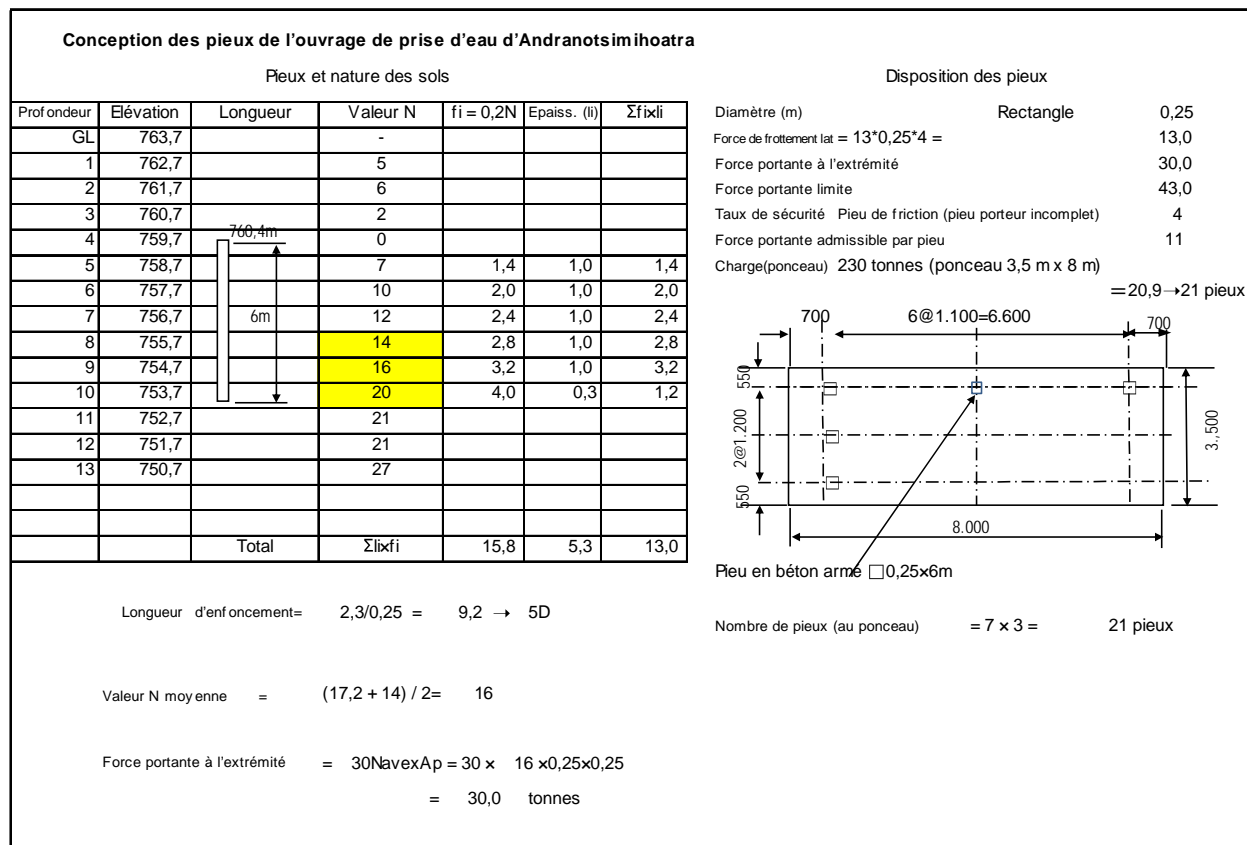 Conception des pieux de l'ouvrage de prise d'eau d'Andranotsimihoatra
Pieux et nature des sols
Profondeur Elévation Longueur Valeur N fi = 0,2N Epaiss. (li) Σfi×li
GL 763,7 -
1 762,7 5
2 761,7 6
3 760,7 2
4 759,7 760,4m 0
5 758,7 7 1,4 1,0 1,4
6 757,7 10 2,0 1,0 2,0
7 756,7 6m 12 2,4 1,0 2,4
8 755,7 14 2,8 1,0 2,8
9 754,7 16 3,2 1,0 3,2
10 753,7 20 4,0 0,3 1,2
11 752,7 21
12 751,7 21
13 750,7 27
Total Σli×fi 15,8 5,3 13,0
Longueur d'enfoncement= 2,3/0,25 = 9,2 → 5D
Valeur N moyenne = (17,2 + 14) / 2= 16
Force portante à l'extrémité = 30NavexAp = 30 × 16 ×0,25×0,25
= 30,0 tonnes
Disposition des pieux
Diamètre (m) Rectangle 0,25
Force de frottement lat = 13*0,25*4 = 13,0
Force portante à l'extrémité 30,0
Force portante limite 43,0
Taux de sécurité Pieu de friction (pieu porteur incomplet) 4
Force portante admissible par pieu 11
Charge(ponceau) 230 tonnes (ponceau 3,5 m x 8 m)
=20,9→21 pieux
700 6@1.100=6.600 700
550
2@1.200
550
3.,500
8.000
Pieu en béton armé □0,25×6m
Nombre de pieux (au ponceau) = 7 × 3 = 21 pieux